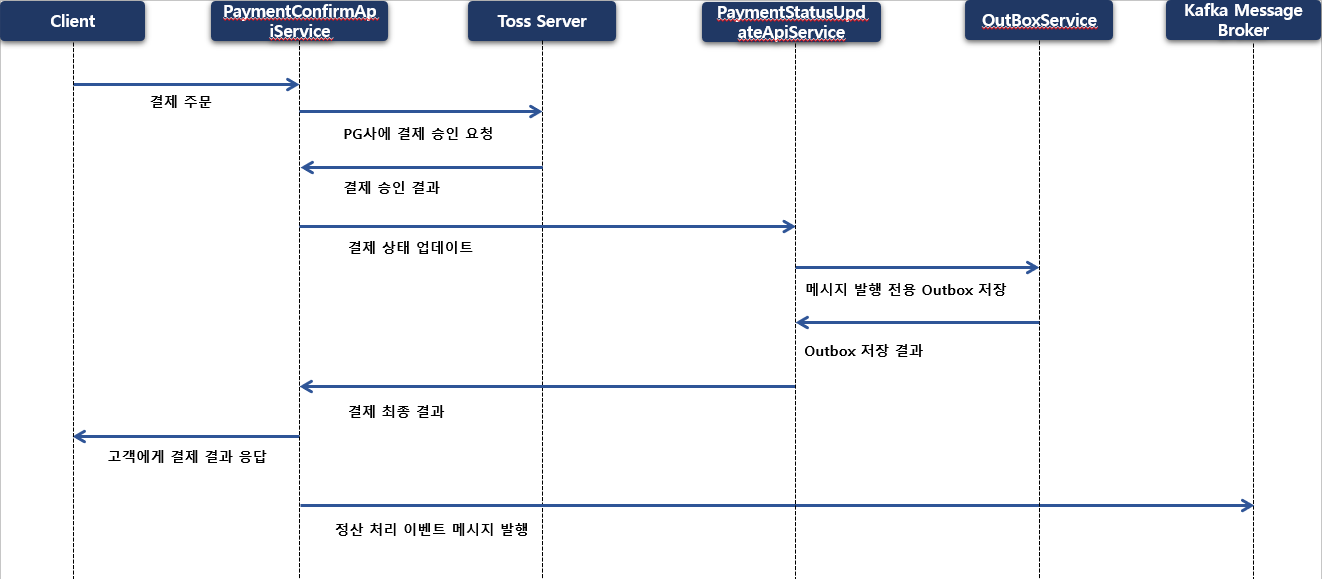 Client
PaymentConfirmAp
iService
Toss Server
PaymentStatusUpd
ateApiService
OutBoxService
Kafka Message
Broker
결제 주문
PG사에 결제 승인 요청
결제 승인 결과
결제 상태 업데이트
메시지 발행 전용 Outbox 저장
Outbox 저장 결과
결제 최종 결과
고객에게 결제 결과 응답
정산 처리 이벤트 메시지 발행